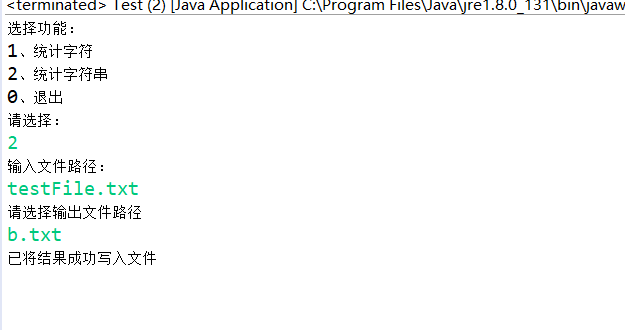 <terminated> Test (2) [Java Application] C:\Program Files\Java\jre1.8.0_131\bin\javaw
选择功能：
1、统计字符
2、统计字符串
0、退出
请选择：
2
输入文件路径：
testFile.txt
请选择输出文件路径
b.txt
已将结果成功写入文件